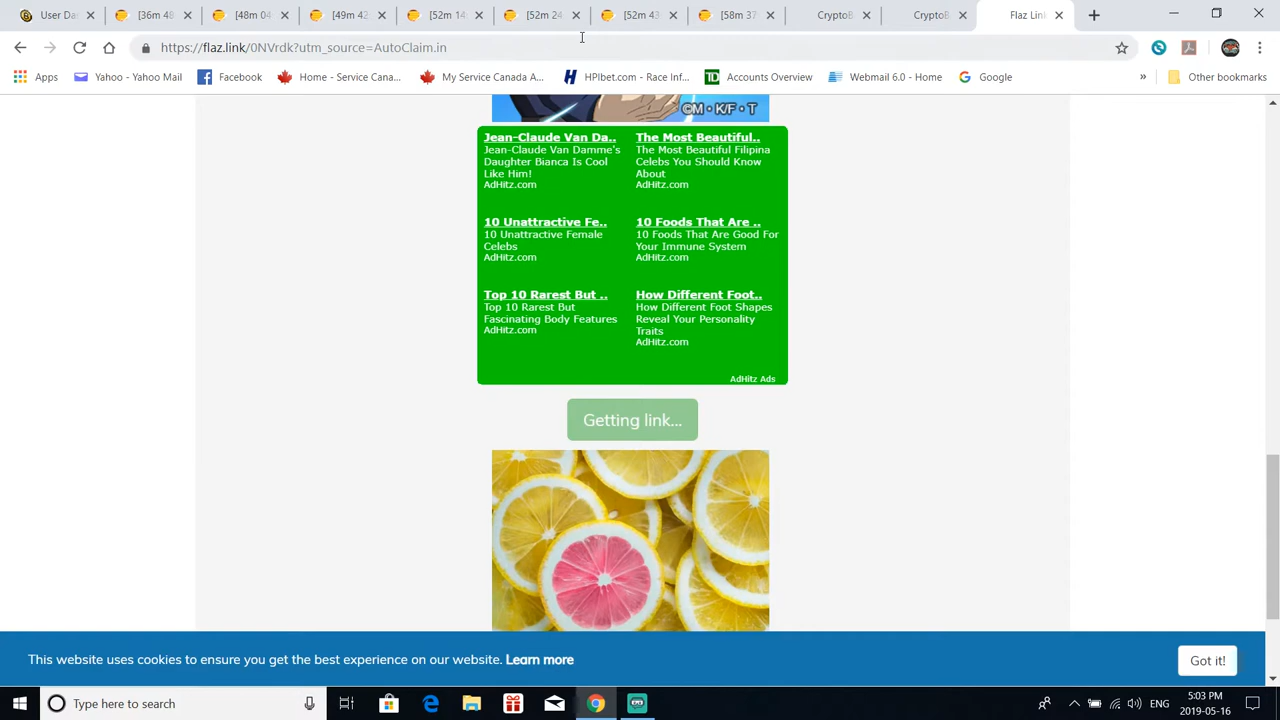 User Da
[36m 48
[48m 04
[49m 42
[52m 14
[52m 24
[52m 43
[58m 37
CryptoB
CryptoB
Flaz Lin
https://flaz.link/0NVrdk?utm_source=AutoClaim.in
Apps
Yahoo - Yahoo Mail
Facebook
Home - Service Cana...
My Service Canada A...
HPIbet.com - Race Inf...
TD
Accounts Overview
Webmail 6.0 - Home
Google
»
Other bookmarks
©M・K/F・T
Jean-Claude Van Da..
Jean-Claude Van Damme's
Daughter Bianca Is Cool
Like Him!
AdHitz.com
The Most Beautiful..
The Most Beautiful Filipina
Celebs You Should Know
About
AdHitz.com
10 Unattractive Fe..
10 Unattractive Female
Celebs
AdHitz.com
10 Foods That Are ..
10 Foods That Are Good For
Your Immune System
AdHitz.com
Top 10 Rarest But ..
Top 10 Rarest But
Fascinating Body Features
AdHitz.com
How Different Foot..
How Different Foot Shapes
Reveal Your Personality
Traits
AdHitz.com
AdHitz Ads
Getting link...
This website uses cookies to ensure you get the best experience on our website. Learn more
Got it!
Type here to search
ENG
5:03 PM
2019-05-16